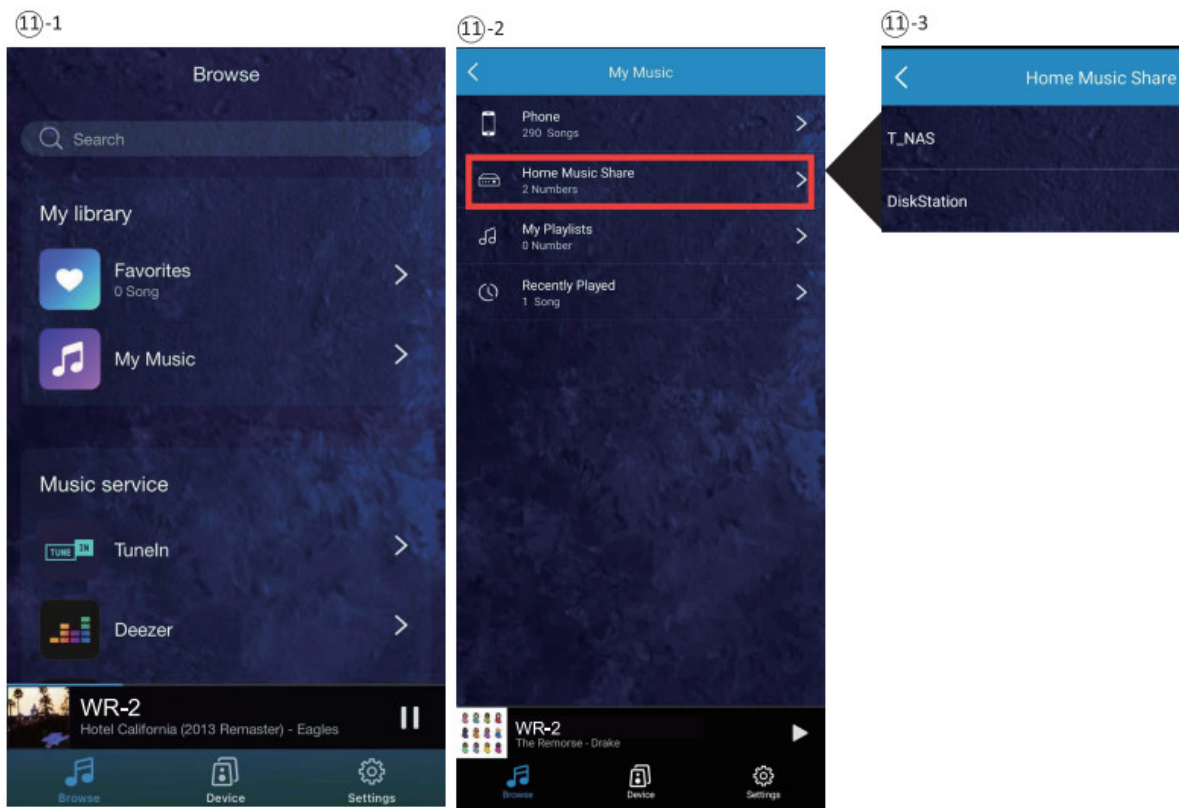 ⑪-1
Browse
Search
My library
Favorites
0 Song
My Music
Music service
TUNE IN
TuneIn
Deezer
WR-2
Hotel California (2013 Remaster) - Eagles
Browse
Device
Settings
⑪-2
My Music
Phone
290 Songs
Home Music Share
2 Numbers
My Playlists
0 Number
Recently Played
1 Song
WR-2
The Remorse - Drake
Browse
Device
Settings
⑪-3
Home Music Share
T_NAS
DiskStation